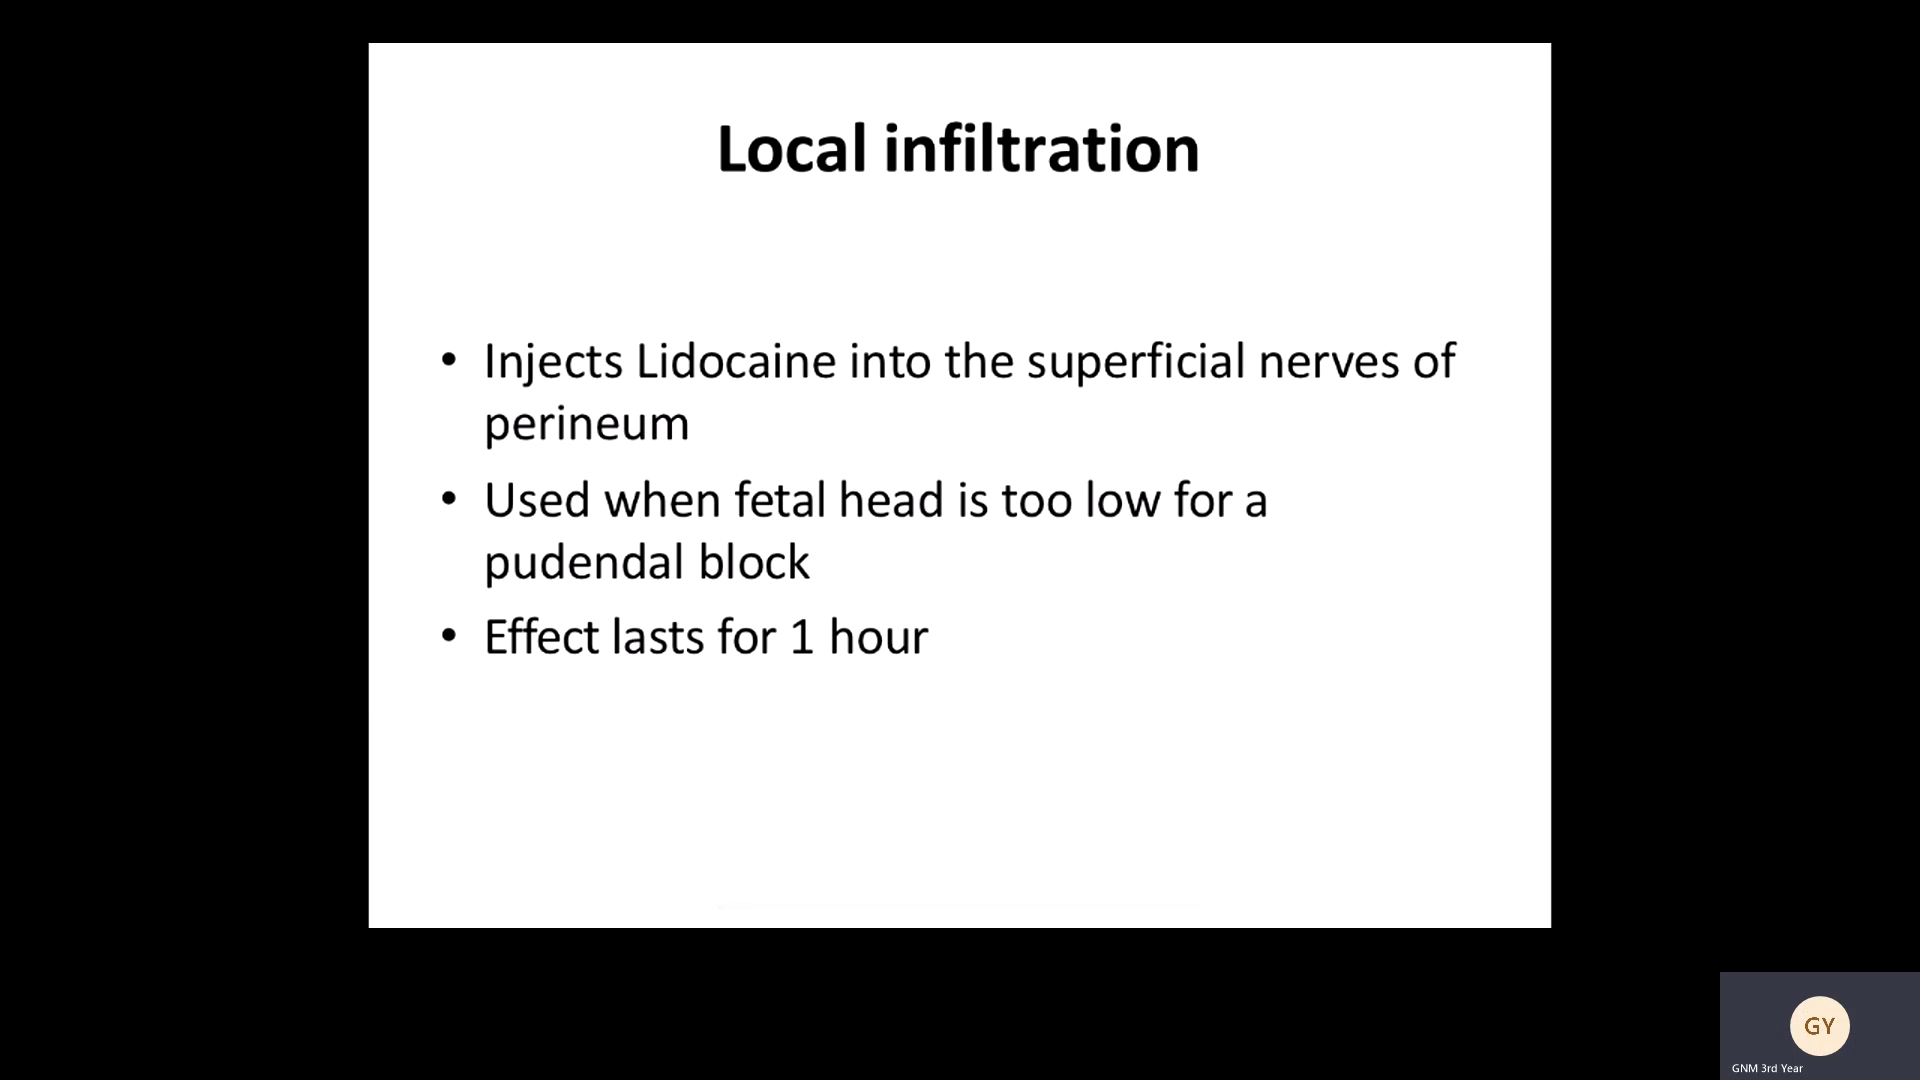 Local infiltration
• Injects Lidocaine into the superficial nerves of
perineum
• Used when fetal head is too low for a
pudendal block
• Effect lasts for 1 hour
GY
GNM 3rd Year